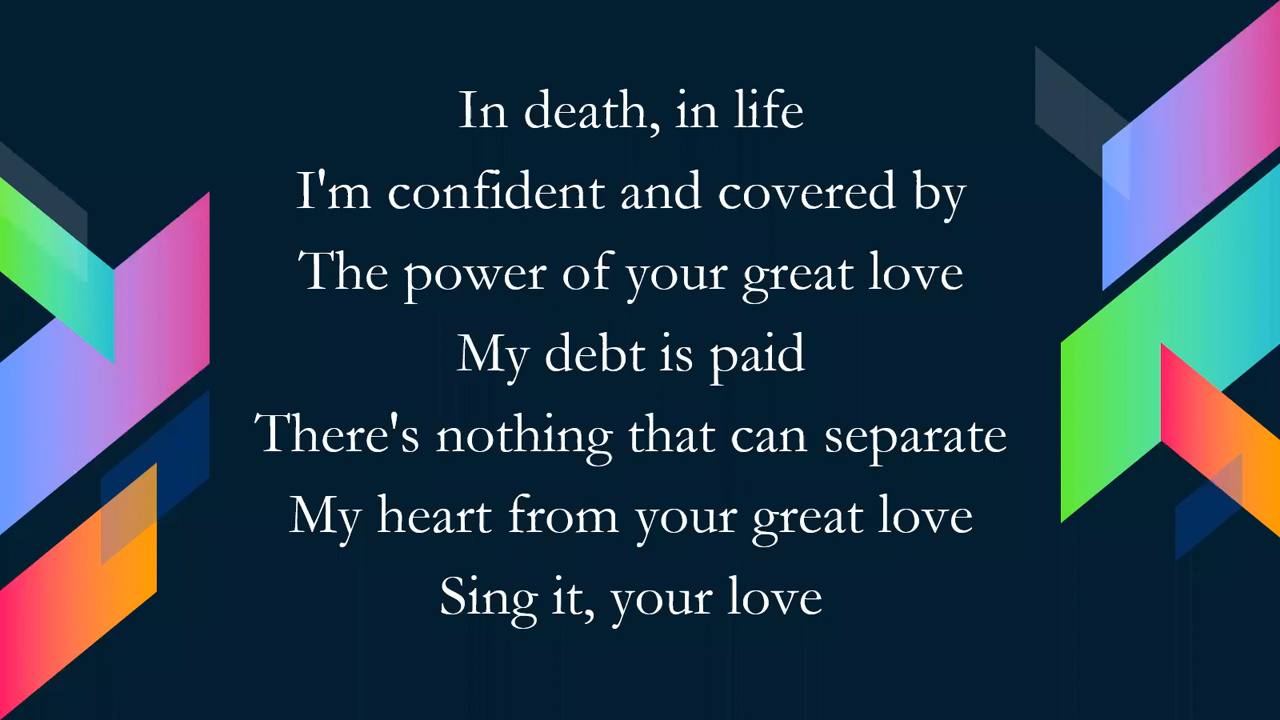 In death, in life
I'm confident and covered by
The power of your great love
My debt is paid
There's nothing that can separate
My heart from your great love
Sing it, your love